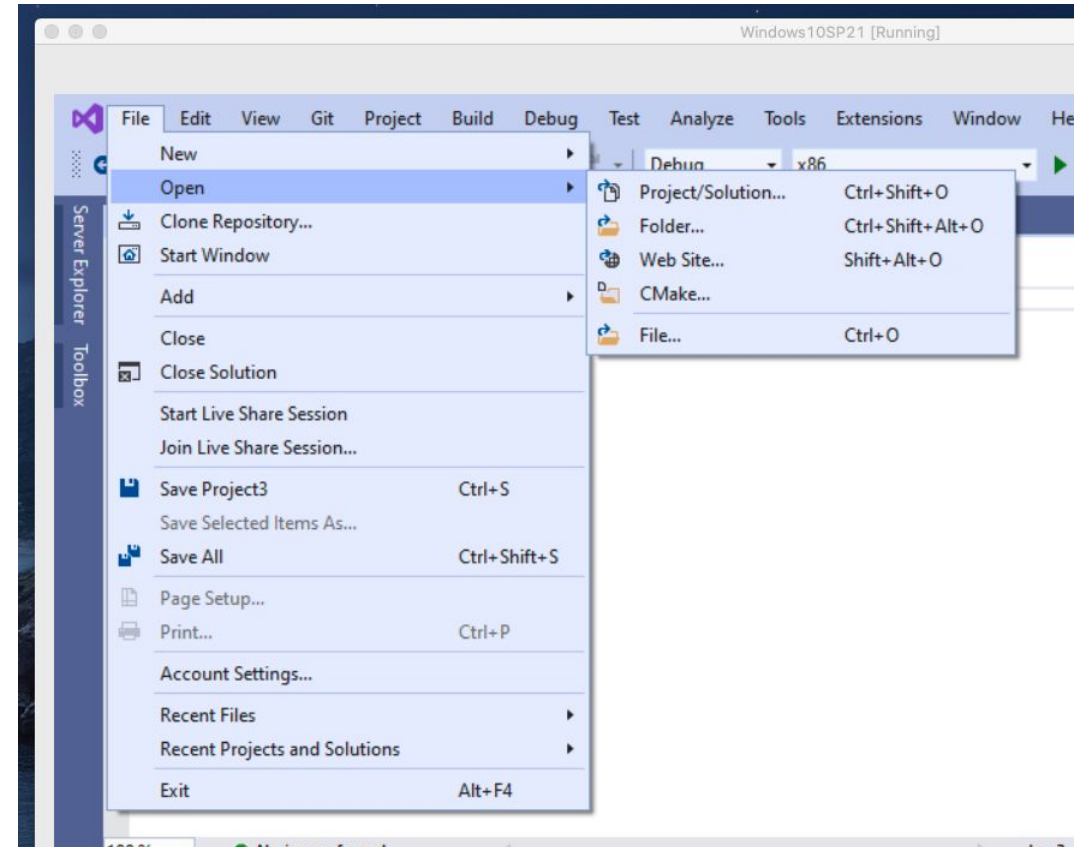 Windows10SP21 [Running]
File Edit View Git Project Build Debug Test Analyze Tools Extensions Window
Debug x86
Server Explorer
Toolbox
New
Open
Clone Repository...
Start Window
Add
Close
Close Solution
Start Live Share Session
Join Live Share Session...
Save Project3 Ctrl+S
Save Selected Items As...
Save All Ctrl+Shift+S
Page Setup...
Print... Ctrl+P
Account Settings...
Recent Files
Recent Projects and Solutions
Exit Alt+F4
Project/Solution... Ctrl+Shift+O
Folder... Ctrl+Shift+Alt+O
Web Site... Shift+Alt+O
CMake...
File... Ctrl+O